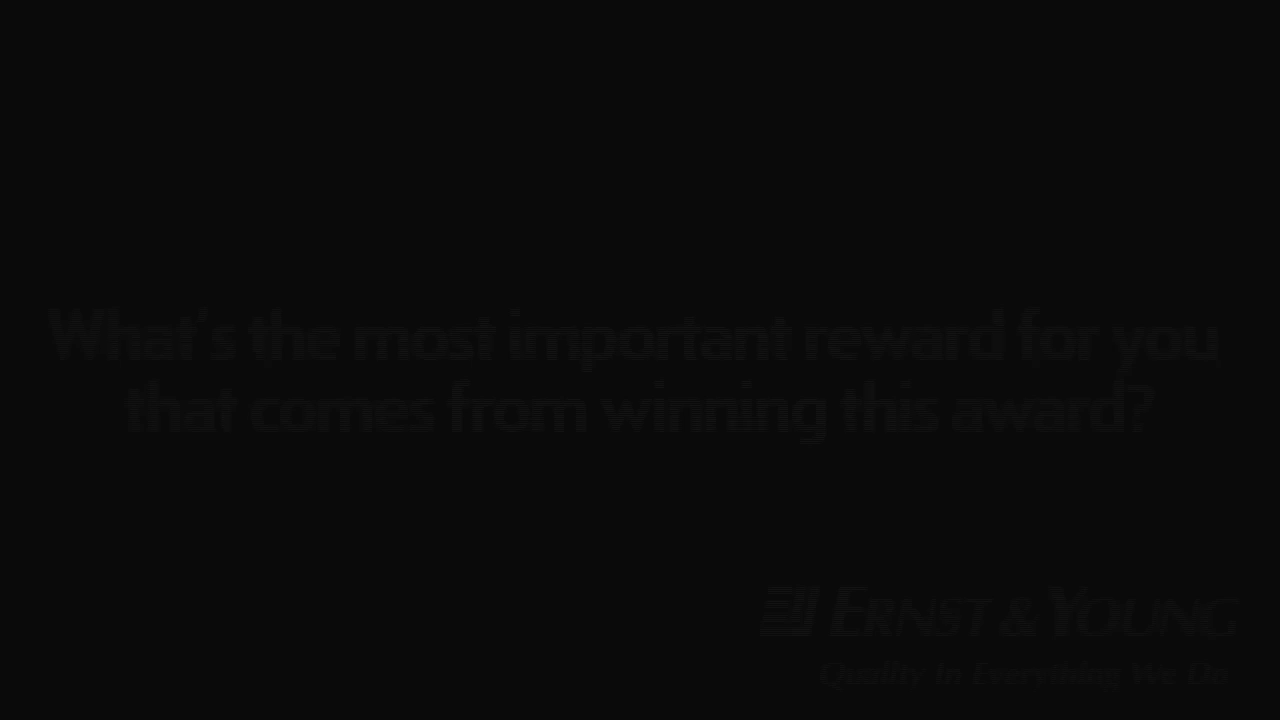 What's the most important reward for you
that comes from winning this award?
ERNST & YOUNG
Quality In Everything We Do